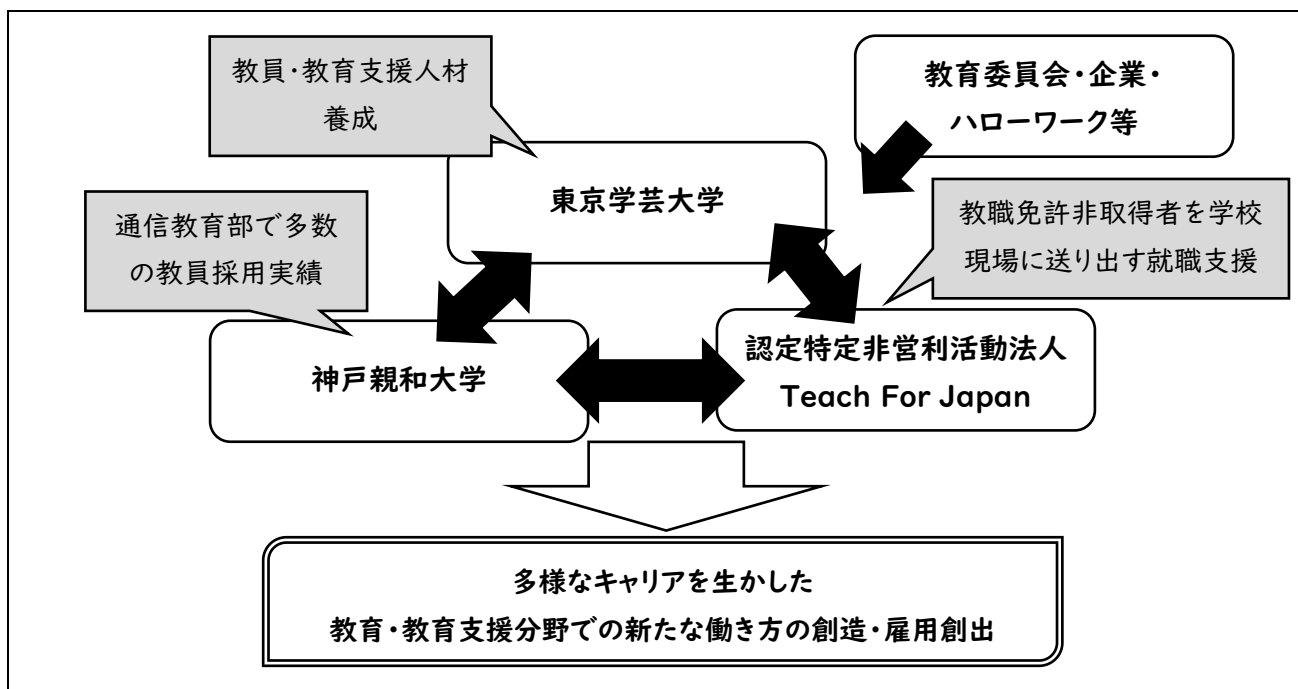 教員・教育支援人材
養成
教育委員会・企業・
ハローワーク等
東京学芸大学
通信教育部で多数
の教員採用実績
教職免許非取得者を学校
現場に送り出す就職支援
神戸親和大学
認定特定非営利活動法人
Teach For Japan
多様なキャリアを生かした
教育・教育支援分野での新たな働き方の創造・雇用創出